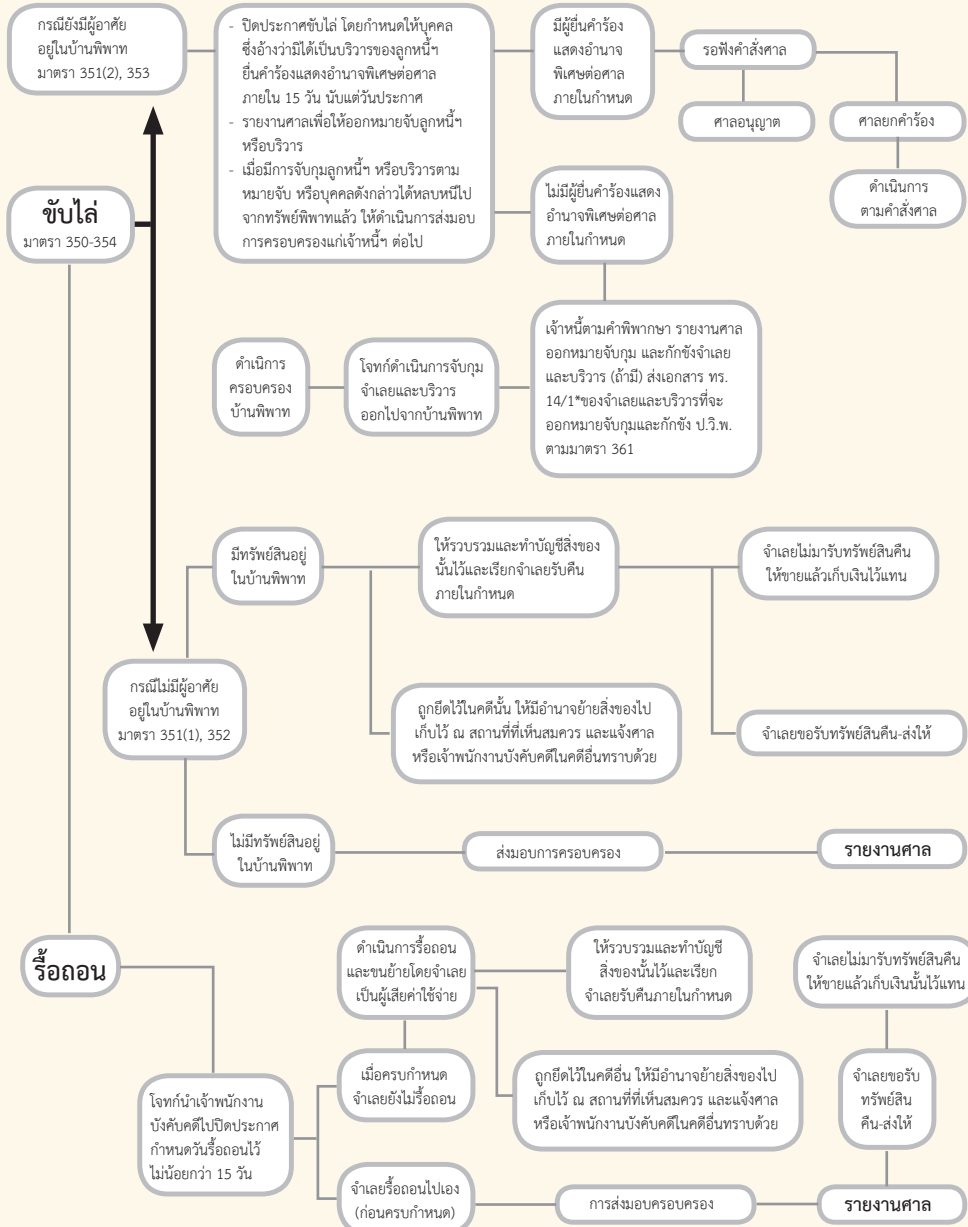 กรณียังมีผู้อาศัย
อยู่ในบ้านพิพาท
มาตรา 351(2), 353
- ปิดประกาศขับไล่ โดยกำหนดให้บุคคล
ซึ่งอ้างว่ามิได้เป็นบริวารของลูกหนี้ฯ
ยื่นคำร้องแสดงอำนาจพิเศษต่อศาล
ภายใน 15 วัน นับแต่วันประกาศ
- รายงานศาลเพื่อให้ออกหมายจับลูกหนี้ฯ
หรือบริวาร
- เมื่อมีการจับกุมลูกหนี้ฯ หรือบริวารตาม
หมายจับ หรือบุคคลดังกล่าวได้หลบหนีไป
จากทรัพย์พิพาทแล้ว ให้ดำเนินการส่งมอบ
การครอบครองแก่เจ้าหนี้ฯ ต่อไป
มีผู้ยื่นคำร้อง
แสดงอำนาจ
พิเศษต่อศาล
ภายในกำหนด
รอฟังคำสั่งศาล
ศาลอนุญาต
ศาลยกคำร้อง
ดำเนินการ
ตามคำสั่งศาล
ขับไล่
มาตรา 350-354
ไม่มีผู้ยื่นคำร้องแสดง
อำนาจพิเศษต่อศาล
ภายในกำหนด
เจ้าหนี้ตามคำพิพากษา รายงานศาล
ออกหมายจับกุม และกักขังจำเลย
และบริวาร (ถ้ามี) ส่งเอกสาร ทร.
14/1*ของจำเลยและบริวารที่จะ
ออกหมายจับกุมและกักขัง ป.วิ.พ.
ตามมาตรา 361
โจทก์ดำเนินการจับกุม
จำเลยและบริวาร
ออกไปจากบ้านพิพาท
ดำเนิการ
ครอบครอง
บ้านพิพาท
มีทรัพย์สินอยู่
ในบ้านพิพาท
ให้รวบรวมและทำบัญชีสิ่งของ
นั้นไว้และเรียกจำเลยรับคืน
ภายในกำหนด
จำเลยไม่มารับทรัพย์สินคืน
ให้ขายแล้วเก็บเงินไว้แทน
กรณีไม่มีผู้อาศัย
อยู่ในบ้านพิพาท
มาตรา 351(1), 352
ถูกยึดไว้ในคดีนั้น ให้มีอำนาจย้ายสิ่งของไป
เก็บไว้ ณ สถานที่ที่เห็นสมควร และแจ้งศาล
หรือเจ้าพนักงานบังคับคดีในคดีอื่นทราบด้วย
จำเลยขอรับทรัพย์สินคืน-ส่งให้
ไม่มีทรัพย์สินอยู่
ในบ้านพิพาท
ส่งมอบการครอบครอง
รายงานศาล
รื้อถอน
ดำเนินการรื้อถอน
และขนย้ายโดยจำเลย
เป็นผู้เสียค่าใช้จ่าย
ให้รวบรวมและทำบัญชี
สิ่งของนั้นไว้และเรียก
จำเลยรับคืนภายในกำหนด
จำเลยไม่มารับทรัพย์สินคืน
ให้ขายแล้วเก็บเงินนั้นไว้แทน
โจทก์นำเจ้าพนักงาน
บังคับคดีไปปิดประกาศ
กำหนดวันรื้อถอนไว้
ไม่น้อยกว่า 15 วัน
เมื่อครบกำหนด
จำเลยยังไม่รื้อถอน
ถูกยึดไว้ในคดีอื่น ให้มีอำนาจย้ายสิ่งของไป
เก็บไว้ ณ สถานที่ที่เห็นสมควร และแจ้งศาล
หรือเจ้าพนักงานบังคับคดีในคดีอื่นทราบด้วย
จำเลยขอรับ
ทรัพย์สิน
คืน-ส่งให้
จำเลยรื้อถอนไปเอง
(ก่อนครบกำหนด)
การส่งมอบครอบครอง
รายงานศาล